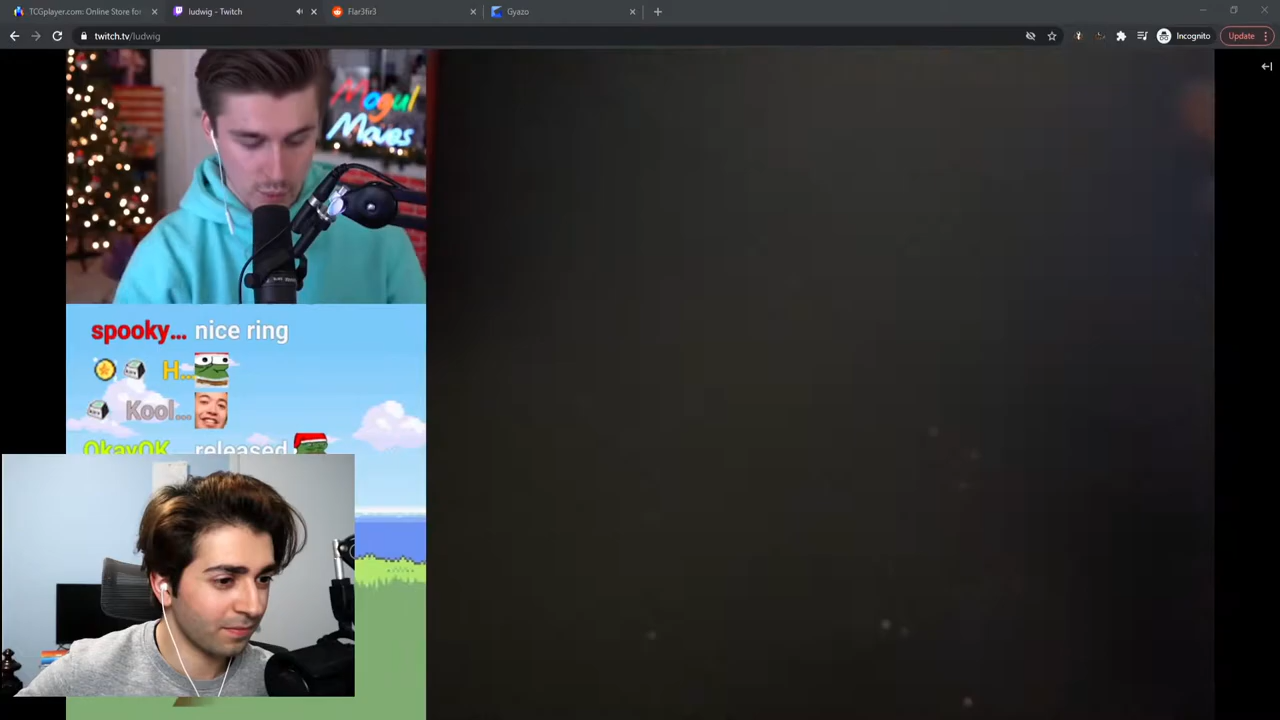 TCGplayer.com: Online Store for
ludwig - Twitch
Flar3fir3
Gyazo
twitch.tv/ludwig
Incognito
Update
Mogul
Moves
spooky... nice ring
H...
Kool...
OkayOK... released